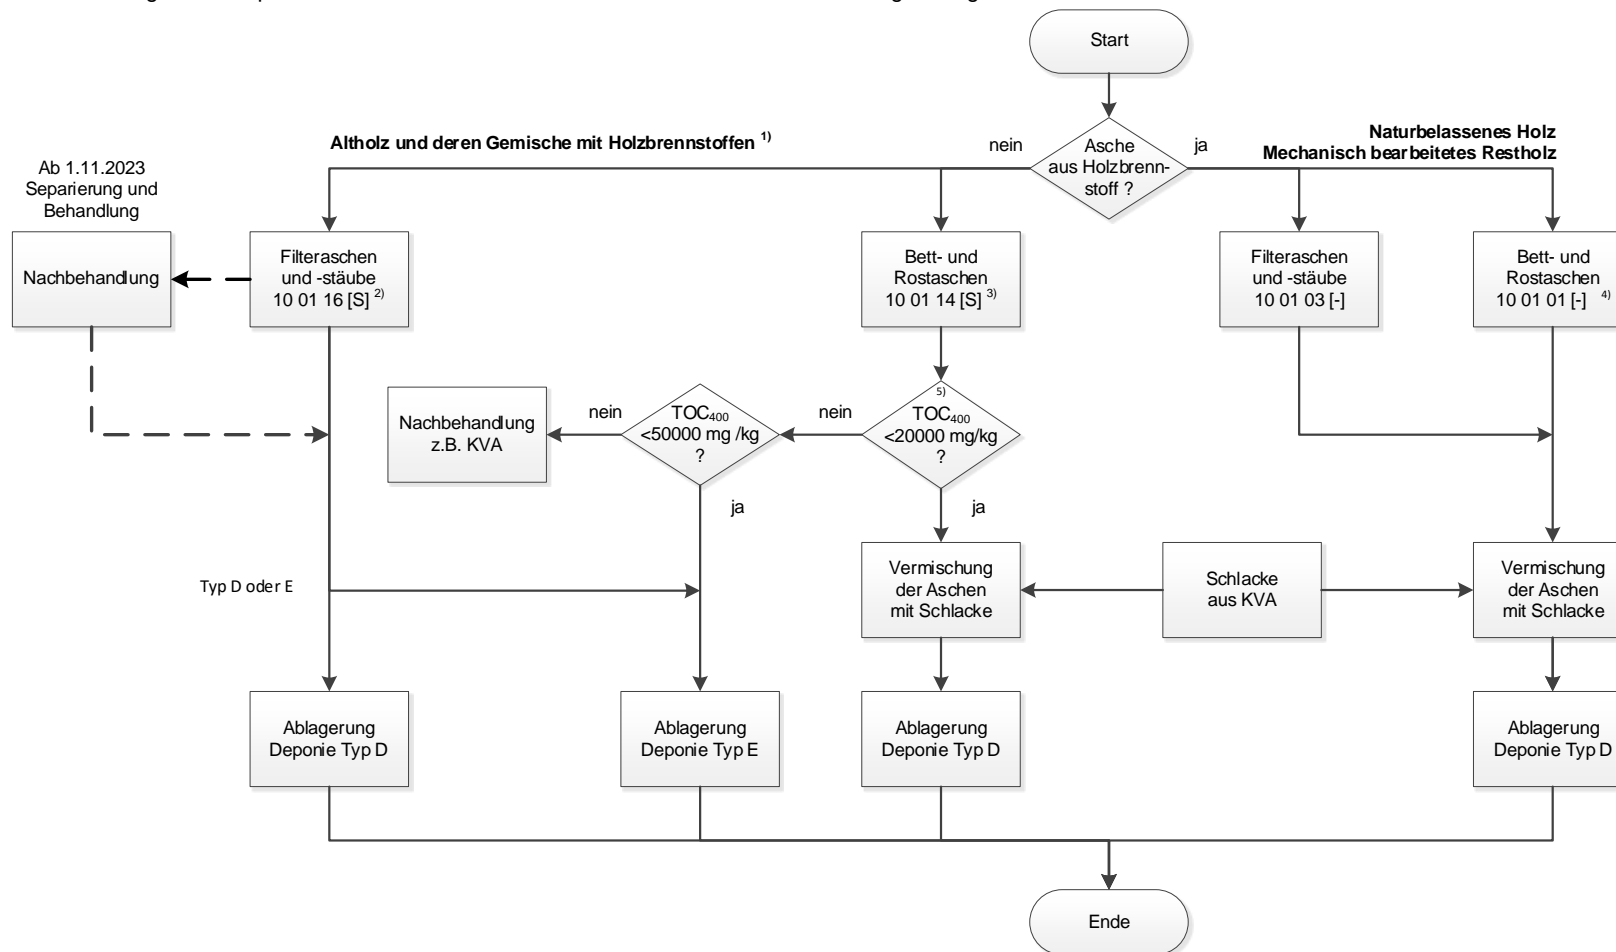 Start
Altholz und deren Gemische mit Holzbrennstoffen 1)
nein
Asche
aus Holzbrenn-
stoff ?
ja
Naturbelassenes Holz
Mechanisch bearbeitetes Restholz
Ab 1.11.2023
Separierung und
Behandlung
Nachbehandlung
Filteraschen
und -stäube
10 01 16 [S] 2)
Bett- und
Rostaschen
10 01 14 [S] 3)
Filteraschen
und -stäube
10 01 03 [-]
Bett- und
Rostaschen
10 01 01 [-] 4)
Nachbehandlung
z.B. KVA
nein
TOC400
<50000 mg /kg
?
nein
5)
TOC400
<20000 mg/kg
?
ja
ja
Typ D oder E
Vermischung
der Aschen
mit Schlacke
Schlacke
aus KVA
Vermischung
der Aschen
mit Schlacke
Ablagerung
Deponie Typ D
Ablagerung
Deponie Typ E
Ablagerung
Deponie Typ D
Ablagerung
Deponie Typ D
Ende